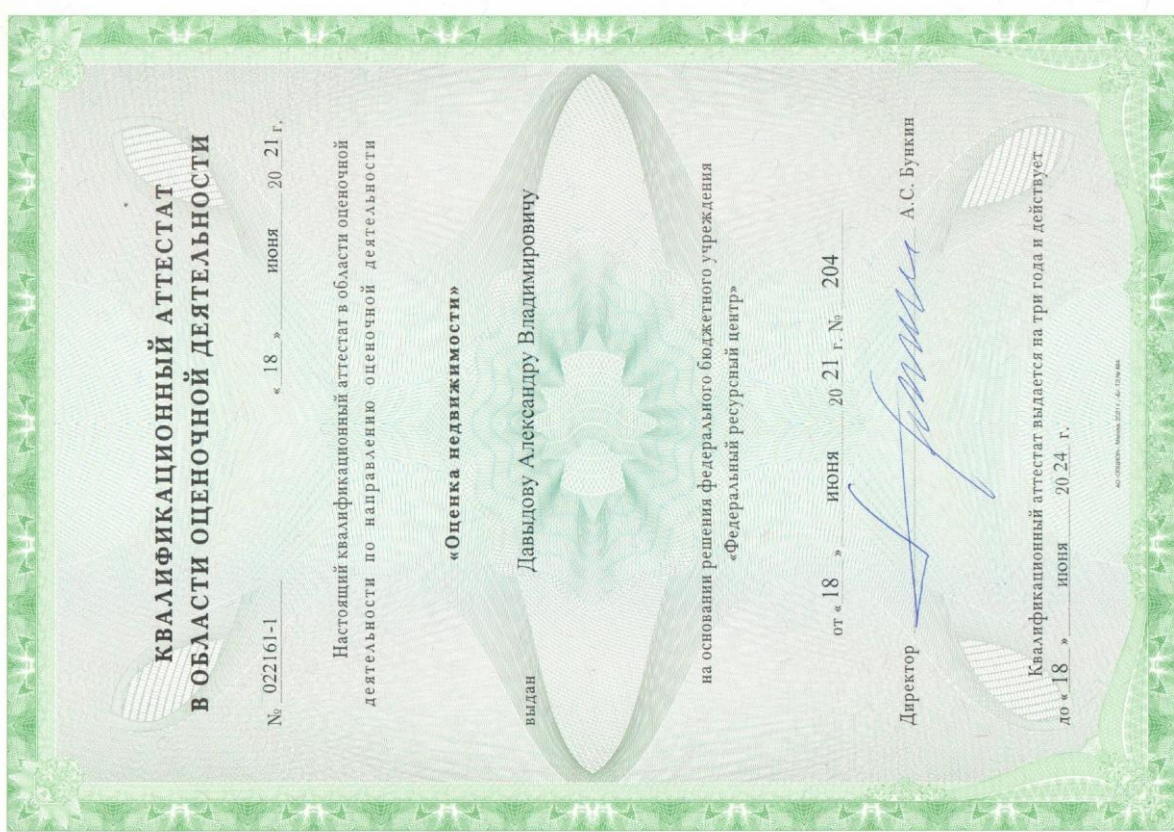 КВАЛИФИКАЦИОННЫЙ АТТЕСТАТ
В ОБЛАСТИ ОЦЕНОЧНОЙ ДЕЯТЕЛЬНОСТИ
№ 022161-1 « 18 » июня 20 21 г.
Настоящий квалификационный аттестат в области оценочной
деятельности по направлению оценочной деятельности
«Оценка недвижимости»
выдан Давыдову Александру Владимировичу
на основании решения федерального бюджетного учреждения
«Федеральный ресурсный центр»
от « 18 » июня 20 21 г. № 204
Директор А.С. Бункин
Квалификационный аттестат выдается на три года и действует
до « 18 » июня 20 24 г.